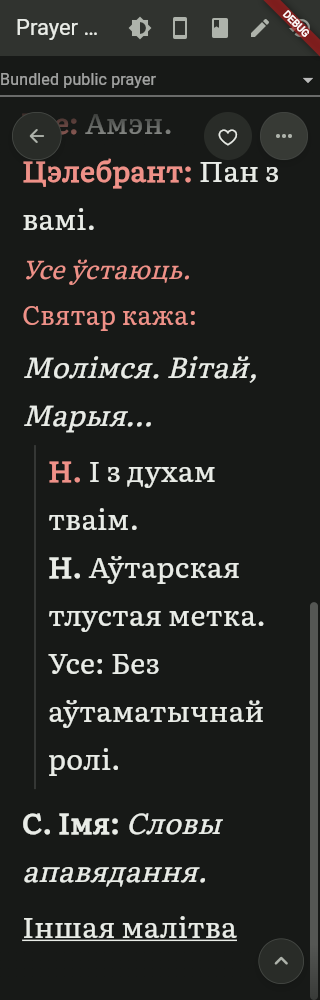 Prayer ...
DEBUG
Bundled public prayer
Усе: Амэн.
Цэлебрант: Пан з
вамі.
Усе ўстаюць.
Святар кажа:
Молімся. Вітай,
Марыя...
Н. І з духам
тваім.
Н. Аўтарская
тлустая метка.
Усе: Без
аўтаматычнай
ролі.
С. Імя: Словы
апавядання.
Іншая малітва